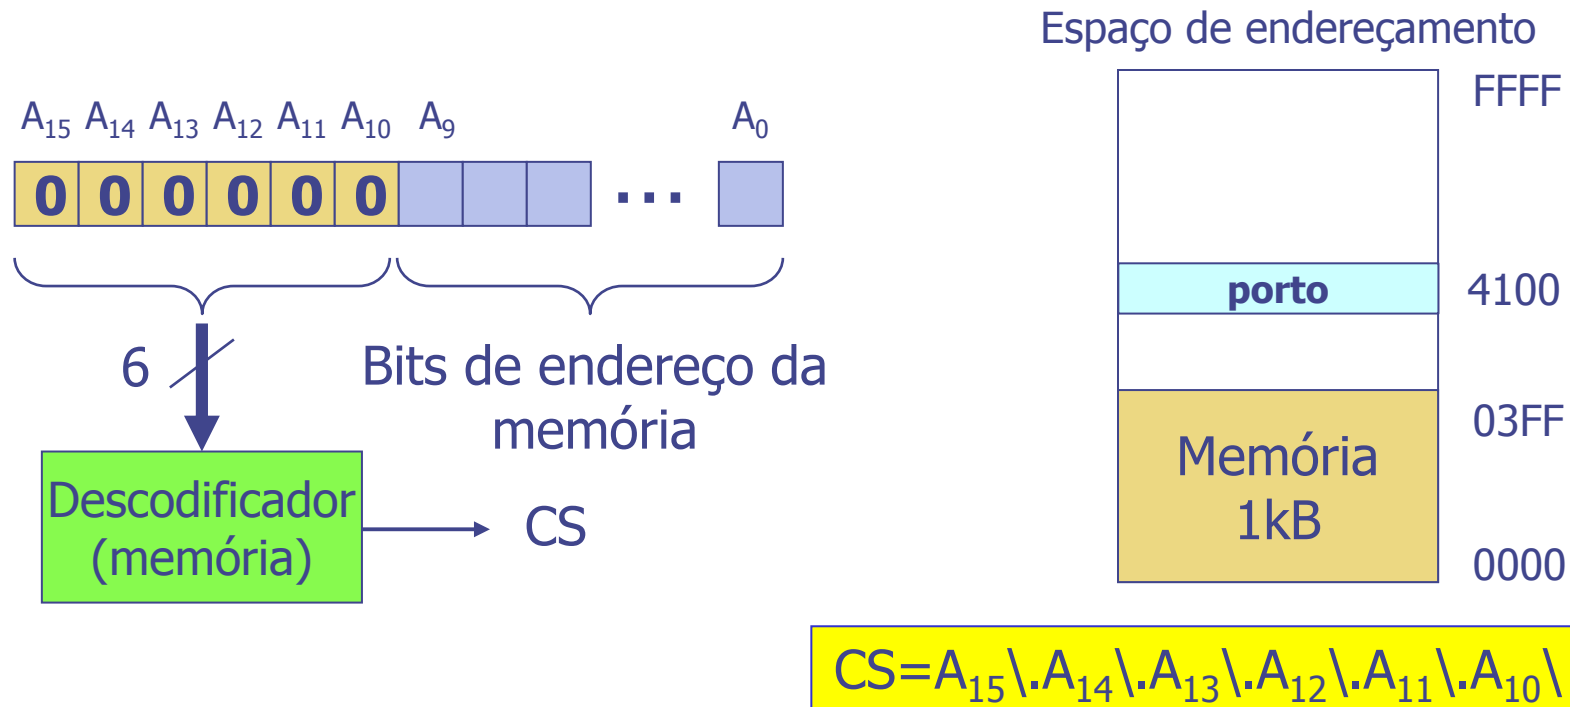 Espaço de endereçamento
FFFF
A15 A14 A13 A12 A11 A10 A9 A0
0 0 0 0 0 0 ...
porto 4100
6
Bits de endereço da
memória
03FF
Memória
1kB
Descodificador
(memória)
CS
0000
CS=A15\.A14\.A13\.A12\.A11\.A10\